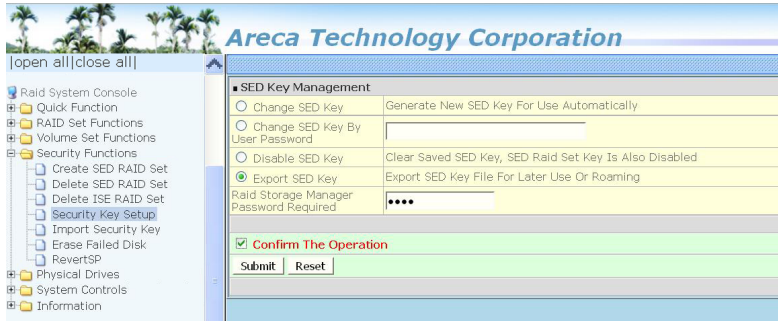 Areca Technology Corporation
|open all|close all|
Raid System Console
Quick Function
RAID Set Functions
Volume Set Functions
Security Functions
Create SED RAID Set
Delete SED RAID Set
Delete ISE RAID Set
Security Key Setup
Import Security Key
Erase Failed Disk
RevertSP
Physical Drives
System Controls
Information
SED Key Management
Change SED Key Generate New SED Key For Use Automatically
Change SED Key By
User Password
Disable SED Key Clear Saved SED Key, SED Raid Set Key Is Also Disabled
Export SED Key Export SED Key File For Later Use Or Roaming
Raid Storage Manager
Password Required ••••
Confirm The Operation
Submit Reset